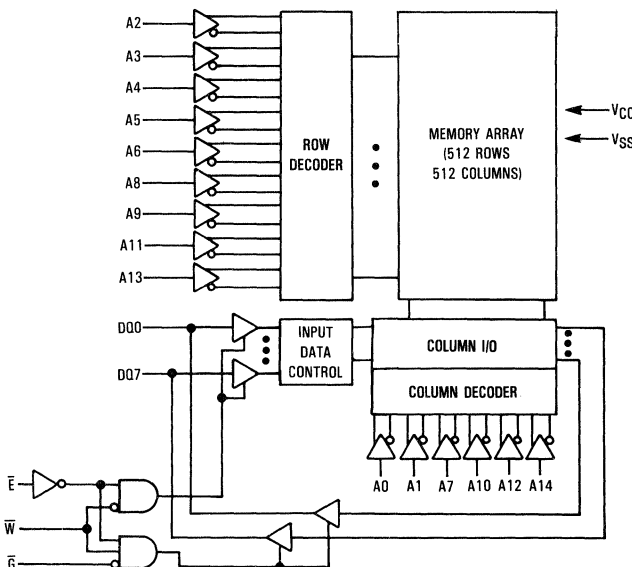 A2
A3
A4
A5
A6
A8
A9
A11
A13
ROW
DECODER
MEMORY ARRAY
(512 ROWS
512 COLUMNS)
VCC
VSS
DQ0
DQ7
INPUT
DATA
CONTROL
COLUMN I/O
COLUMN DECODER
A0 A1 A7 A10 A12 A14
E̅
W̅
G̅